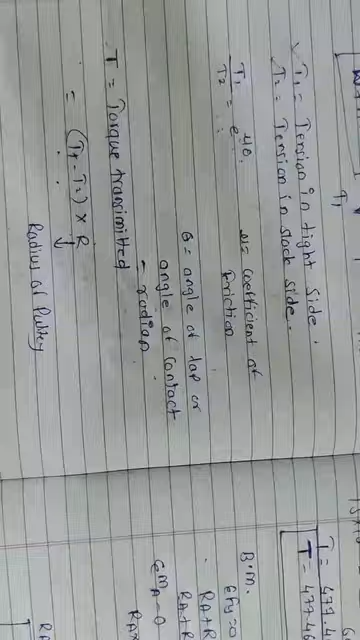 T1
T1 = Tension in tight side.
T2 = Tension in slack side.
T1/T2 = e^μθ.
μ = coefficient of
friction
θ = angle of lap or
angle of contact
= radian
T = Torque transmitted
= (T1 - T2) × R
Radius of Pulley
T = 477.4
T = 477.46
B.M.
ΣFy = 0
RA + R
RA + R
ΣMA = 0
RA
RA